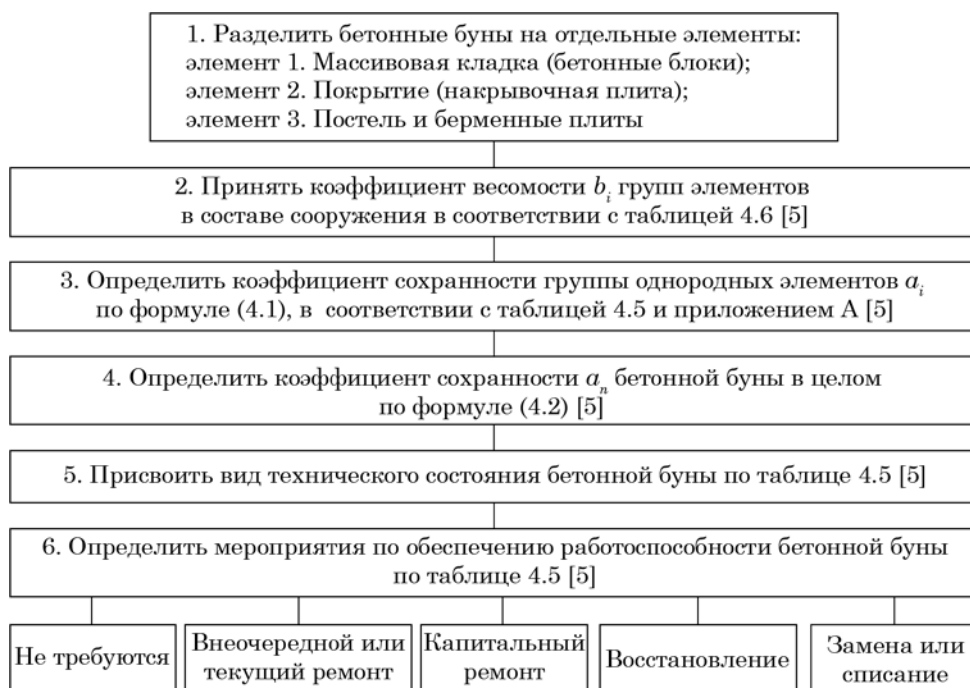 1. Разделить бетонные буны на отдельные элементы:
элемент 1. Массивовая кладка (бетонные блоки);
элемент 2. Покрытие (накрывочная плита);
элемент 3. Постель и берменные плиты
2. Принять коэффициент весомости b_i групп элементов
в составе сооружения в соответствии с таблицей 4.6 [5]
3. Определить коэффициент сохранности группы однородных элементов a_i
по формуле (4.1), в соответствии с таблицей 4.5 и приложением А [5]
4. Определить коэффициент сохранности a_n бетонной буны в целом
по формуле (4.2) [5]
5. Присвоить вид технического состояния бетонной буны по таблице 4.5 [5]
6. Определить мероприятия по обеспечению работоспособности бетонной буны
по таблице 4.5 [5]
Не требуются
Внеочередной или
текущий ремонт
Капитальный
ремонт
Восстановление
Замена или
списание